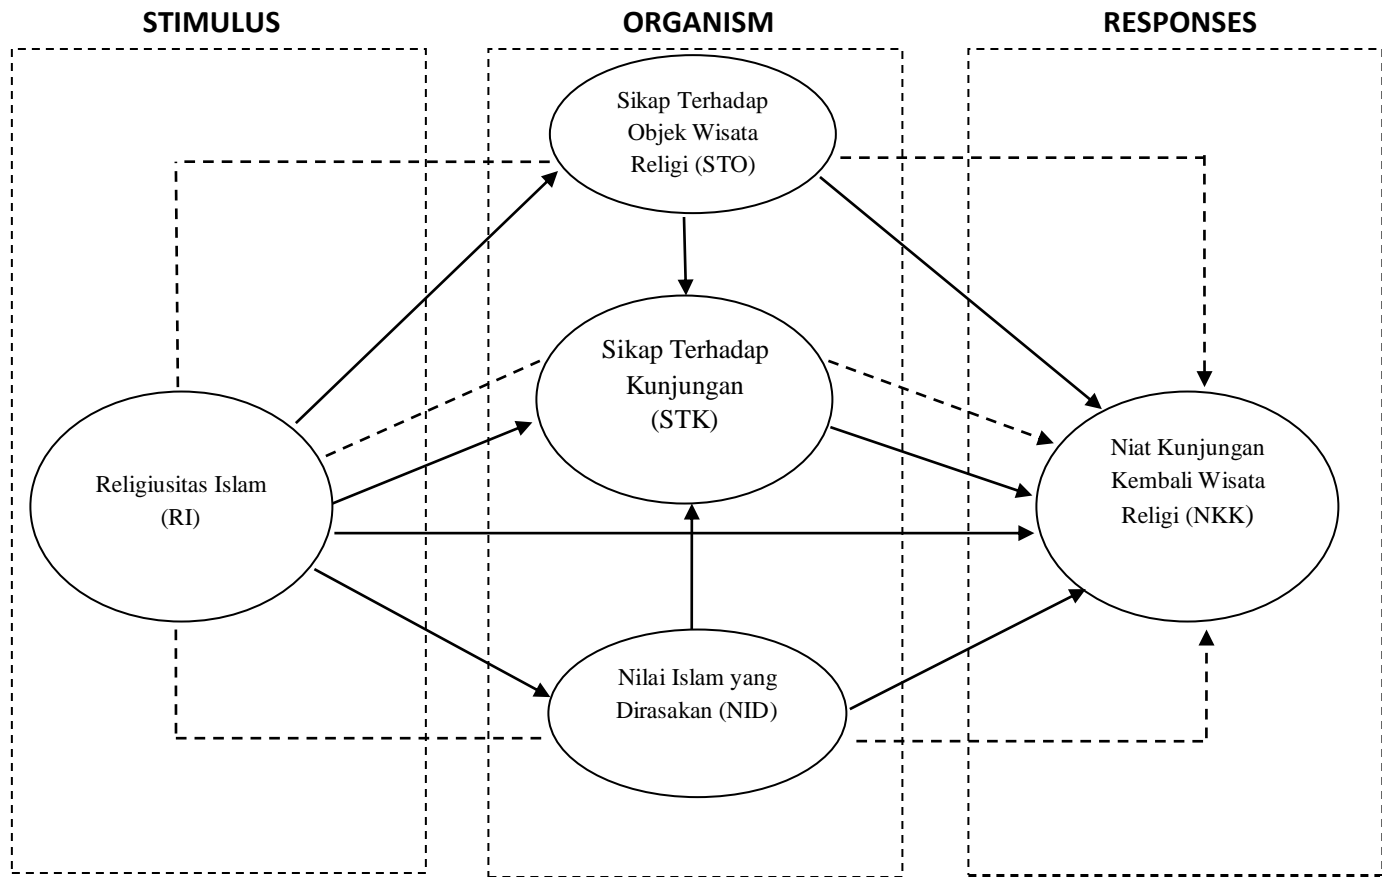 STIMULUS
ORGANISM
RESPONSES
Sikap Terhadap
Objek Wisata
Religi (STO)
Sikap Terhadap
Kunjungan
(STK)
Religiusitas Islam
(RI)
Niat Kunjungan
Kembali Wisata
Religi (NKK)
Nilai Islam yang
Dirasakan (NID)